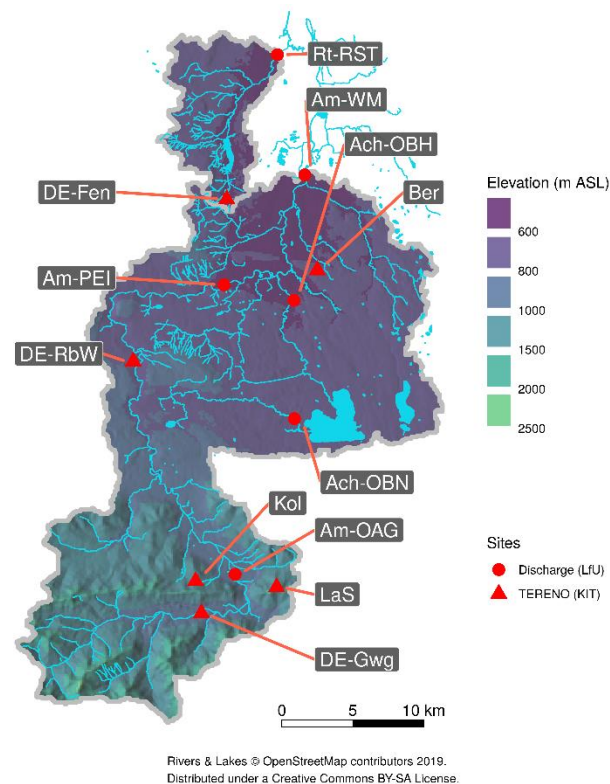 Rt-RST
Am-WM
Ach-OBH
DE-Fen
Ber
Am-PEI
DE-RbW
Ach-OBN
Kol
Am-OAG
LaS
DE-Gwg
Elevation (m ASL)
600
800
1000
1500
2000
2500
Sites
Discharge (LfU)
TERENO (KIT)
0 5 10 km
Rivers & Lakes © OpenStreetMap contributors 2019.
Distributed under a Creative Commons BY-SA License.